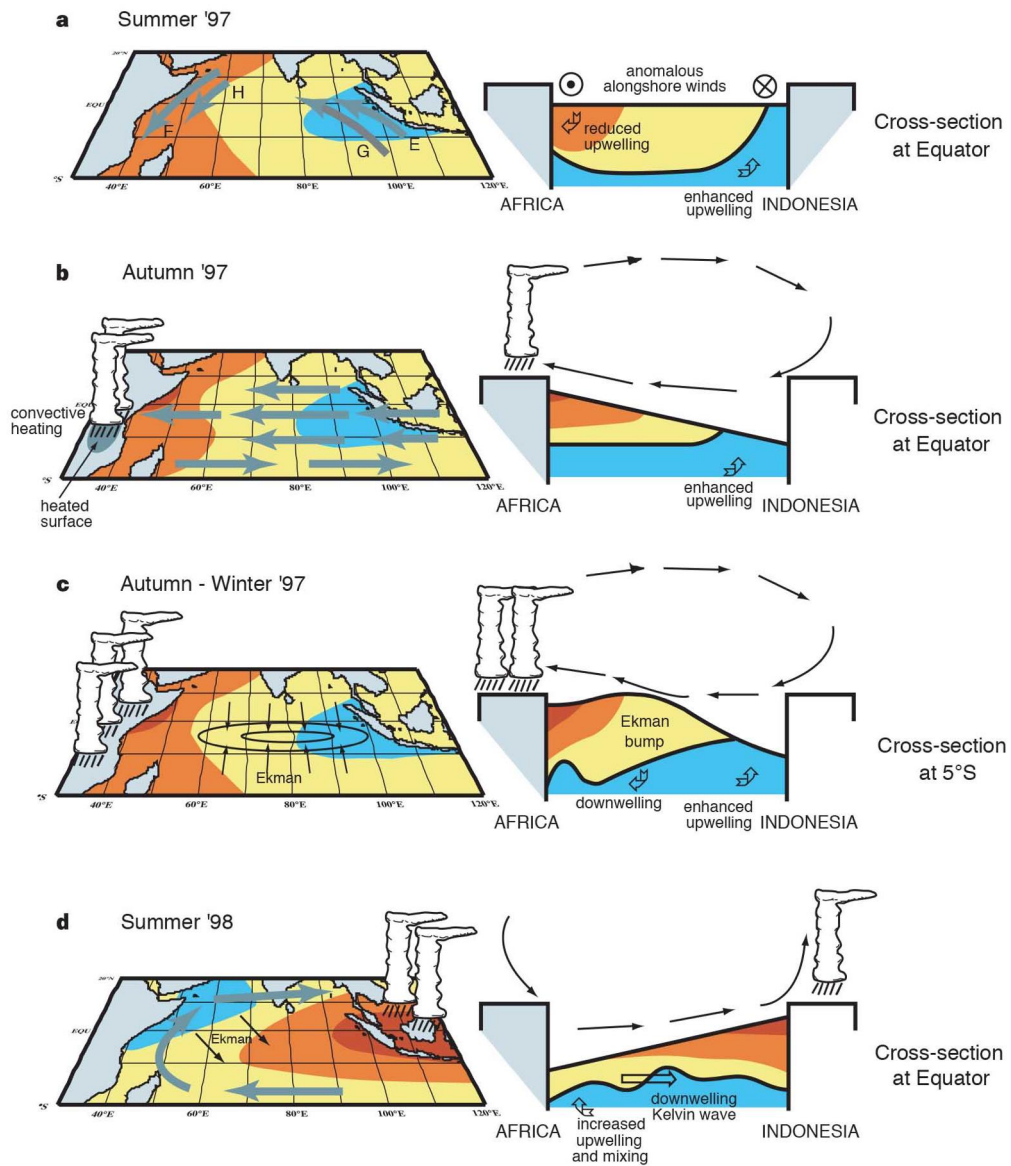 a Summer '97
20°N
EQU
°S
40°E 60°E 80°E 100°E 120°E
F
H
G
E
anomalous
alongshore winds
reduced
upwelling
enhanced
upwelling
AFRICA
INDONESIA
Cross-section
at Equator
b Autumn '97
convective
heating
heated
surface
EQU
°S
40°E 60°E 80°E 100°E 120°E
enhanced
upwelling
AFRICA
INDONESIA
Cross-section
at Equator
c Autumn - Winter '97
Ekman
°S
40°E 60°E 80°E 100°E 120°E
Ekman
bump
downwelling
enhanced
upwelling
AFRICA
INDONESIA
Cross-section
at 5°S
d Summer '98
20°N
EQU
°S
40°E 60°E 80°E 100°E 120°E
Ekman
downwelling
Kelvin wave
AFRICA
increased
upwelling
and mixing
INDONESIA
Cross-section
at Equator